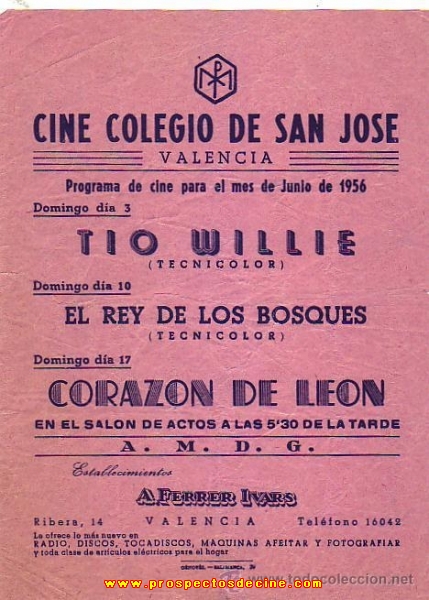 CINE COLEGIO DE SAN JOSE
VALENCIA
Programa de cine para el mes de Junio de 1956
Domingo día 3
TIO WILLIE
(TECNICOLOR)
Domingo día 10
EL REY DE LOS BOSQUES
(TECNICOLOR)
Domingo día 17
CORAZON DE LEON
EN EL SALON DE ACTOS A LAS 5'30 DE LA TARDE
A. M. D. G.
Establecimientos
A. FERRER IVARS
Ribera, 14 VALENCIA Teléfono 16042
Le ofrece lo más nuevo en
RADIO, DISCOS, TOCADISCOS, MAQUINAS AFEITAR Y FOTOGRAFIAR
y toda clase de artículos eléctricos para el hogar
www.prospectosdecine.com
todocoleccion.net